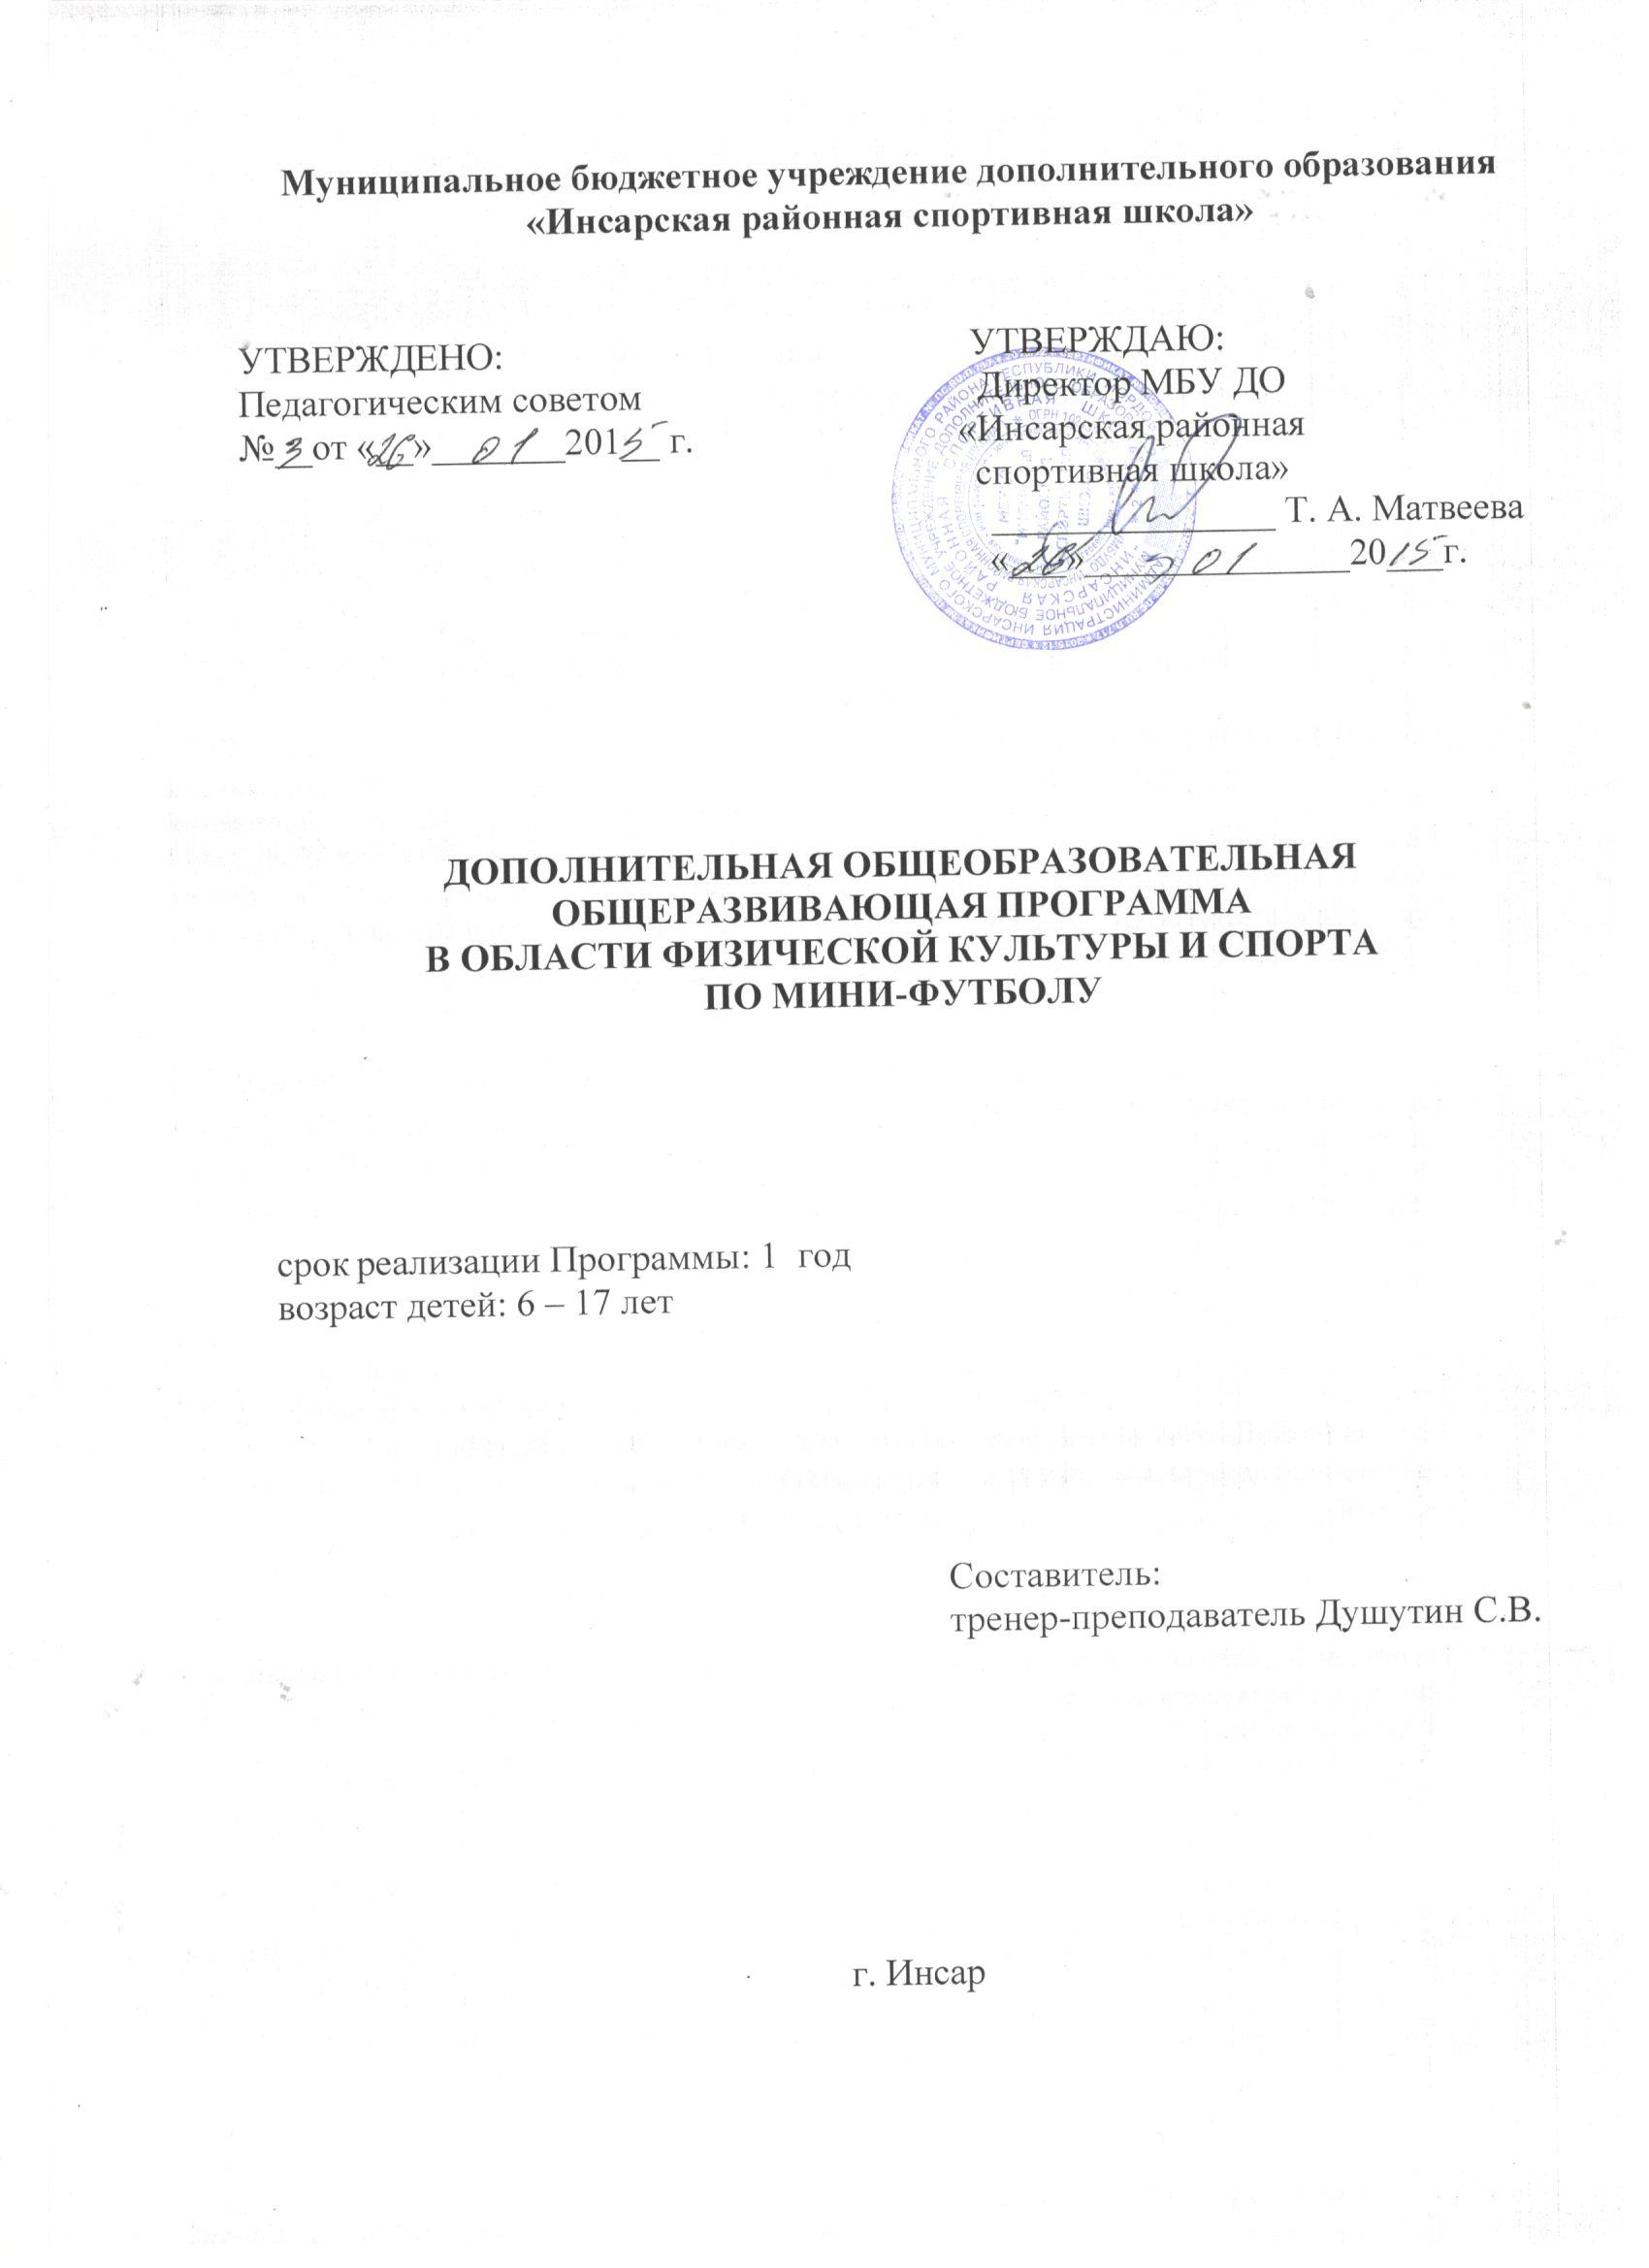 Муниципальное бюджетное учреждение дополнительного образования
«Инсарская районная спортивная школа»
УТВЕРЖДЕНО:
Педагогическим советом
№ 3 от «26» 01 2015 г.
УТВЕРЖДАЮ:
Директор МБУ ДО
«Инсарская районная
спортивная школа»
Т. А. Матвеева
«26» 01 2015 г.
ДОПОЛНИТЕЛЬНАЯ ОБЩЕОБРАЗОВАТЕЛЬНАЯ
ОБЩЕРАЗВИВАЮЩАЯ ПРОГРАММА
В ОБЛАСТИ ФИЗИЧЕСКОЙ КУЛЬТУРЫ И СПОРТА
ПО МИНИ-ФУТБОЛУ
срок реализации Программы: 1 год
возраст детей: 6 – 17 лет
Составитель:
тренер-преподаватель Душутин С.В.
г. Инсар